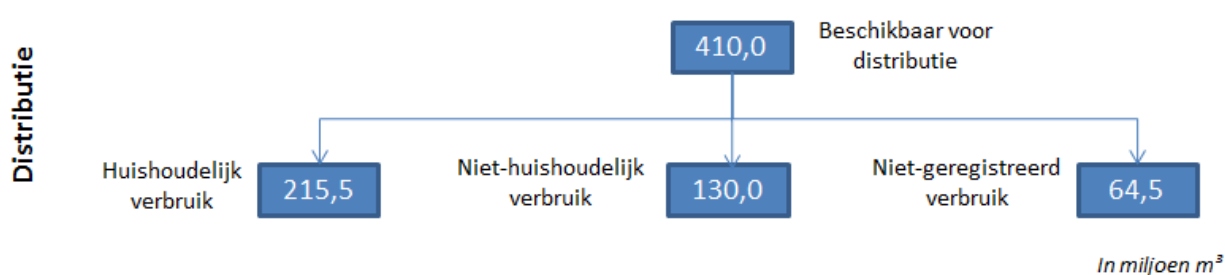 Distributie
410,0
Beschikbaar voor
distributie
Huishoudelijk
verbruik
215,5
Niet-huishoudelijk
verbruik
130,0
Niet-geregistreerd
verbruik
64,5
In miljoen m³